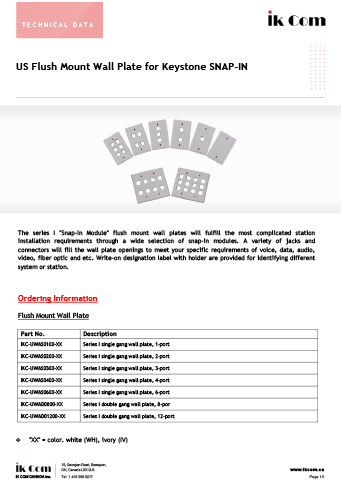 TECHNICAL DATA
ik Com
US Flush Mount Wall Plate for Keystone SNAP-IN
The series I "Snap-in Module" flush mount wall plates will fulfill the most complicated station
installation requirements through a wide selection of snap-in modules. A variety of jacks and
connectors will fill the wall plate openings to meet your specific requirements of voice, data, audio,
video, fiber optic and etc. Write-on designation label with holder are provided for identifying different
system or station.
Ordering Information
Flush Mount Wall Plate
Part No. Description
IKC-UWAS0100-XX Series I single gang wall plate, 1-port
IKC-UWAS0200-XX Series I single gang wall plate, 2-port
IKC-UWAS0300-XX Series I single gang wall plate, 3-port
IKC-UWAS0400-XX Series I single gang wall plate, 4-port
IKC-UWAS0600-XX Series I single gang wall plate, 6-port
IKC-UWAD0800-XX Series I double gang wall plate, 8-por
IKC-UWAD01200-XX Series I double gang wall plate, 12-port
❖ "XX" = color. white (WH), ivory (IV)
ik Com
IK COM CANADA Inc.
15, Georgian Road, Brampton,
ON, Canada
Tel:
www.ikcom.ca
Page 1/1